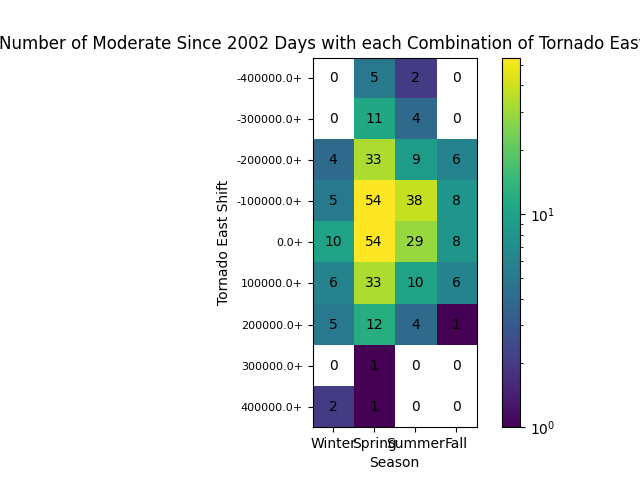 Number of Moderate Since 2002 Days with each Combination of Tornado East
-400000.0+ 0 5 2 0
-300000.0+ 0 11 4 0
-200000.0+ 4 33 9 6
-100000.0+ 5 54 38 8
0.0+ 10 54 29 8
100000.0+ 6 33 10 6
200000.0+ 5 12 4 1
300000.0+ 0 1 0 0
400000.0+ 2 1 0 0
Tornado East Shift
Winter Spring Summer Fall
Season
10¹
10⁰